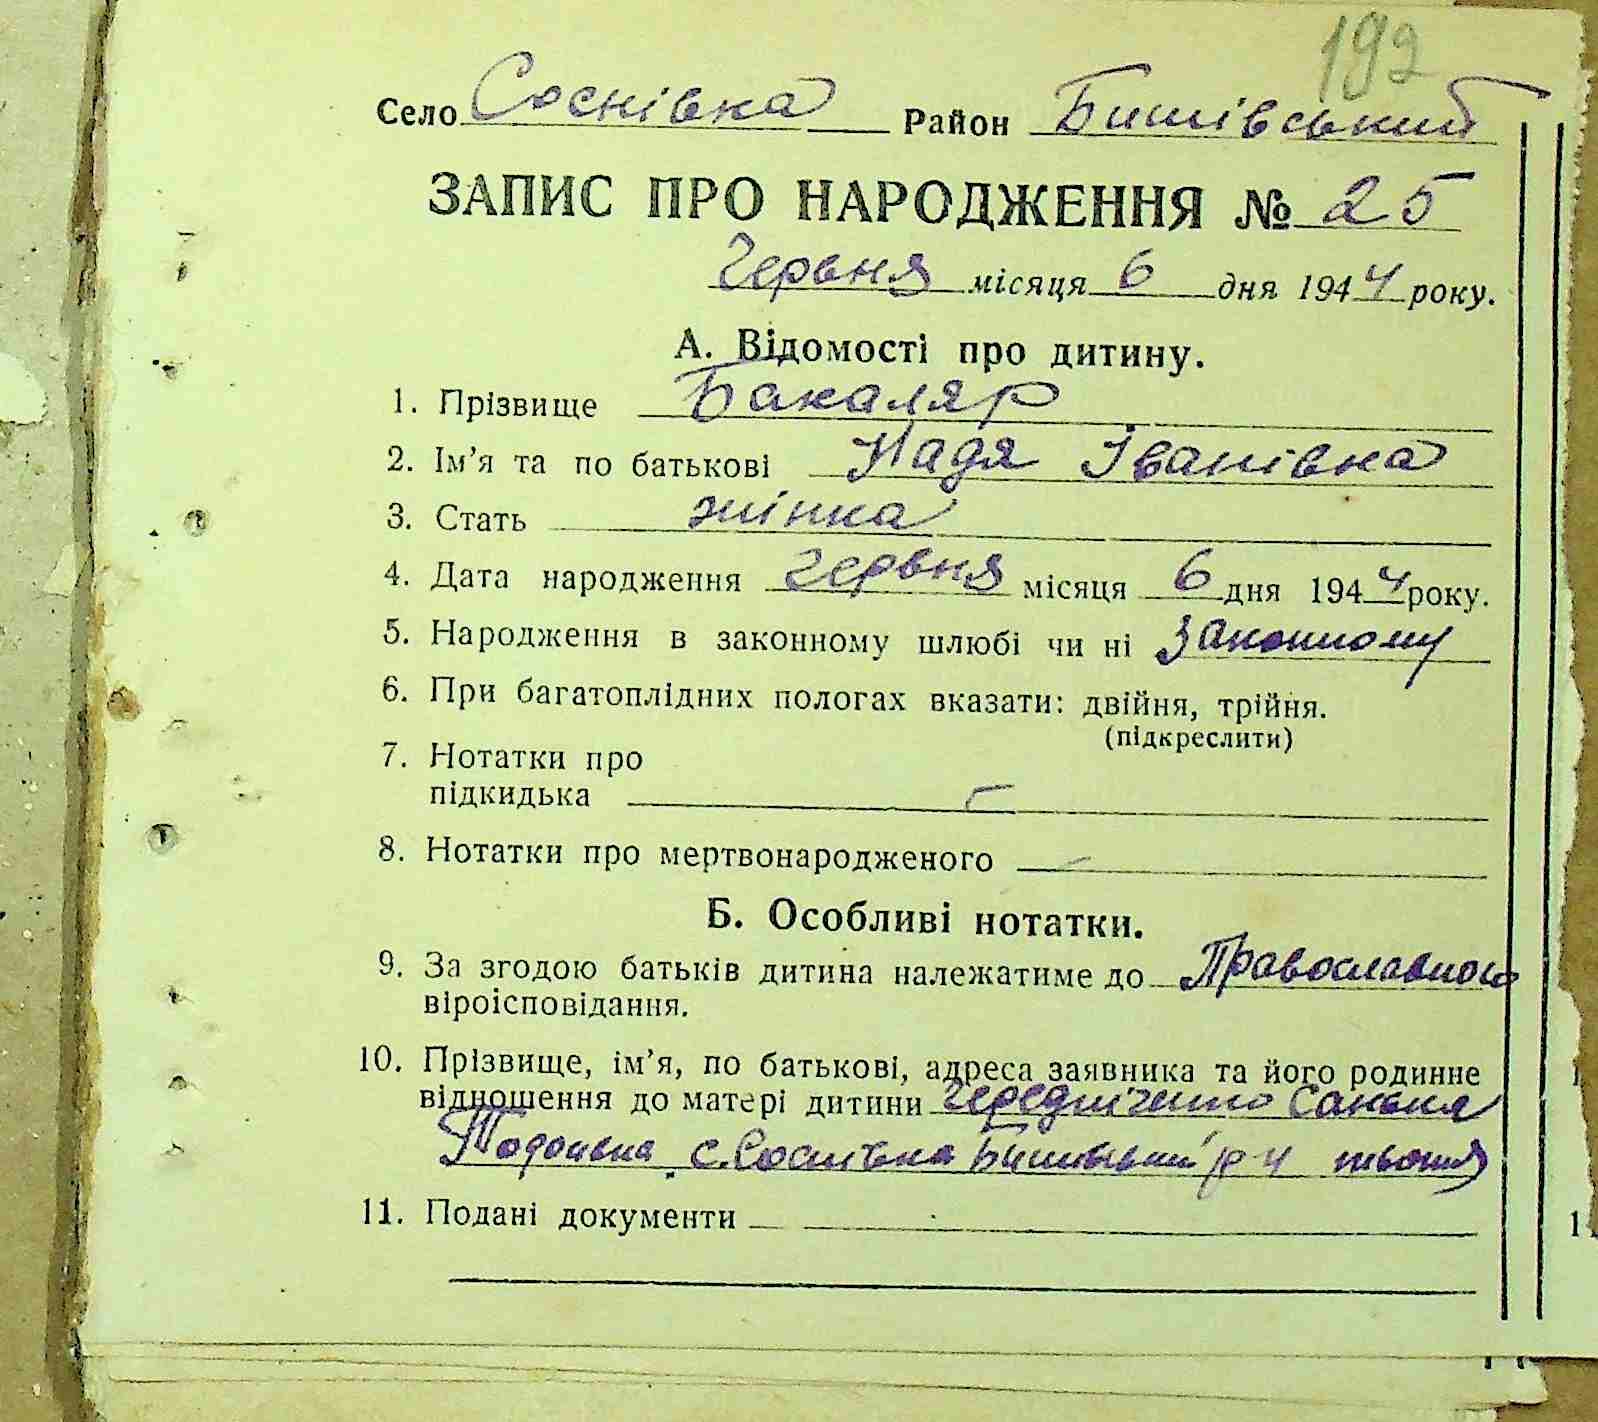 192
Село Соснівка Район Бишівський
ЗАПИС ПРО НАРОДЖЕННЯ № 25
Червня місяця 6 дня 1944 року.
А. Відомості про дитину.
1. Прізвище Бакаляр
2. Ім'я та по батькові Надя Іванівна
3. Стать жінка
4. Дата народження червня місяця 6 дня 1944 року.
5. Народження в законному шлюбі чи ні Законному
6. При багатоплідних пологах вказати: двійня, трійня.
(підкреслити)
7. Нотатки про
підкидька —
8. Нотатки про мертвонародженого —
Б. Особливі нотатки.
9. За згодою батьків дитина належатиме до Православного
віроісповідання.
10. Прізвище, ім'я, по батькові, адреса заявника та його родинне
відношення до матері дитини Чередніченко
с. Соснівка
11. Подані документи